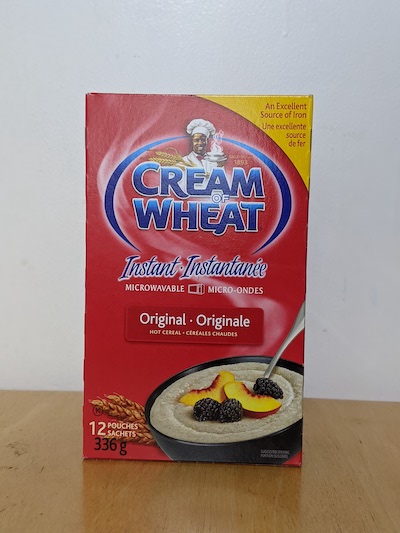 An Excellent
Source of Iron
Une excellente
source
de fer
1893
CREAM
OF
WHEAT
Instant · Instantanée
MICROWAVABLE MICRO-ONDES
Original · Originale
HOT CEREAL · CÉRÉALES CHAUDES
12 POUCHES
SACHETS
336 g